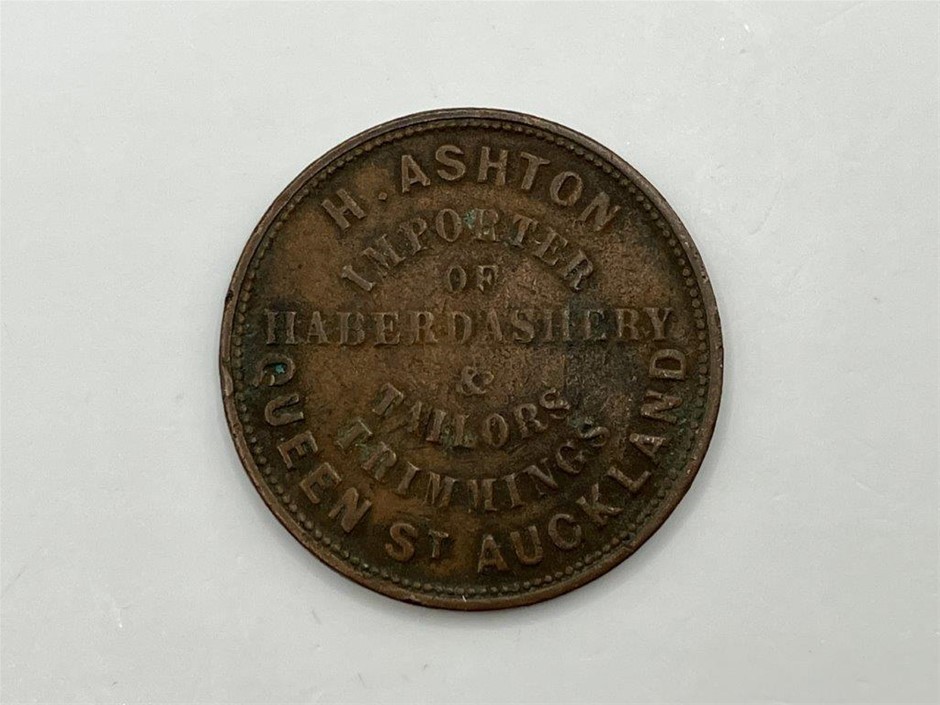 H. ASHTON
IMPORTER
OF
HABERDASHERY
&
TAILORS
TRIMMINGS
QUEEN ST AUCKLAND